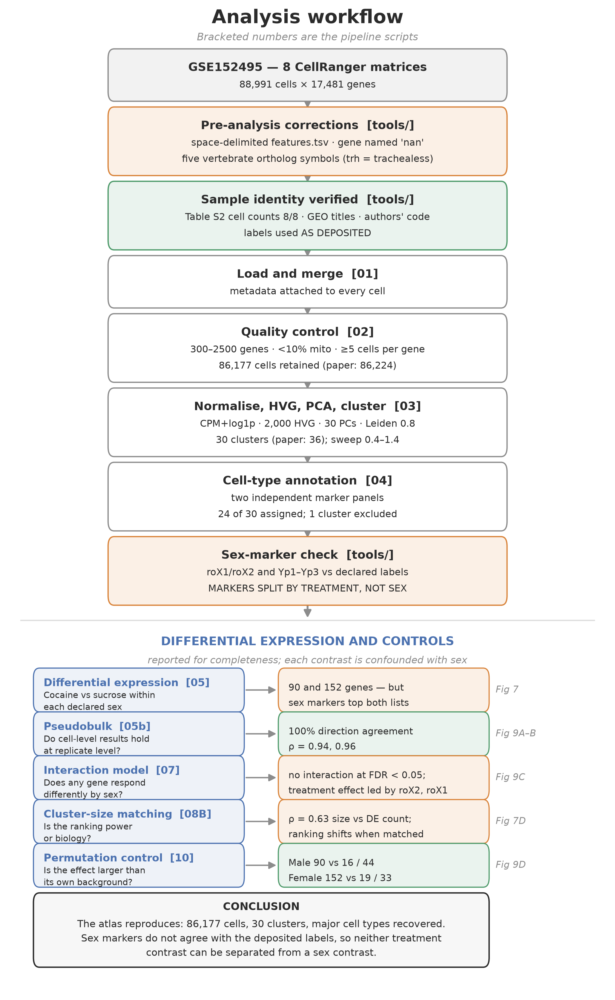 Analysis workflow
Bracketed numbers are the pipeline scripts
GSE152495 — 8 CellRanger matrices
88,991 cells × 17,481 genes
Pre-analysis corrections [tools/]
space-delimited features.tsv · gene named 'nan'
five vertebrate ortholog symbols (trh = trachealess)
Sample identity verified [tools/]
Table S2 cell counts 8/8 · GEO titles · authors' code
labels used AS DEPOSITED
Load and merge [01]
metadata attached to every cell
Quality control [02]
300–2500 genes · <10% mito · ≥5 cells per gene
86,177 cells retained (paper: 86,224)
Normalise, HVG, PCA, cluster [03]
CPM+log1p · 2,000 HVG · 30 PCs · Leiden 0.8
30 clusters (paper: 36); sweep 0.4–1.4
Cell-type annotation [04]
two independent marker panels
24 of 30 assigned; 1 cluster excluded
Sex-marker check [tools/]
roX1/roX2 and Yp1–Yp3 vs declared labels
MARKERS SPLIT BY TREATMENT, NOT SEX
DIFFERENTIAL EXPRESSION AND CONTROLS
reported for completeness; each contrast is confounded with sex
Differential expression [05]
Cocaine vs sucrose within
each declared sex
90 and 152 genes — but
sex markers top both lists
Fig 7
Pseudobulk [05b]
Do cell-level results hold
at replicate level?
100% direction agreement
ρ = 0.94, 0.96
Fig 9A–B
Interaction model [07]
Does any gene respond
differently by sex?
no interaction at FDR < 0.05;
treatment effect led by roX2, roX1
Fig 9C
Cluster-size matching [08B]
Is the ranking power
or biology?
ρ = 0.63 size vs DE count;
ranking shifts when matched
Fig 7D
Permutation control [10]
Is the effect larger than
its own background?
Male 90 vs 16 / 44
Female 152 vs 19 / 33
Fig 9D
CONCLUSION
The atlas reproduces: 86,177 cells, 30 clusters, major cell types recovered.
Sex markers do not agree with the deposited labels, so neither treatment
contrast can be separated from a sex contrast.